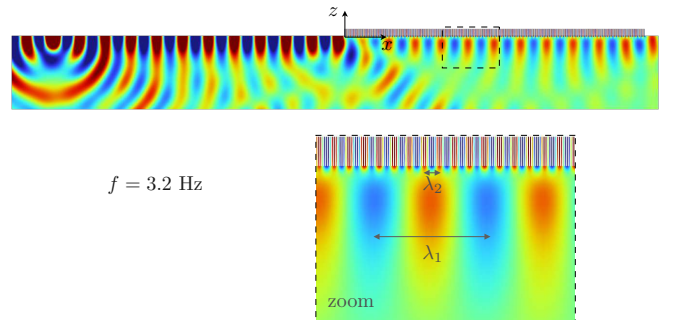 z
x
f = 3.2 Hz
λ₂
λ₁
zoom